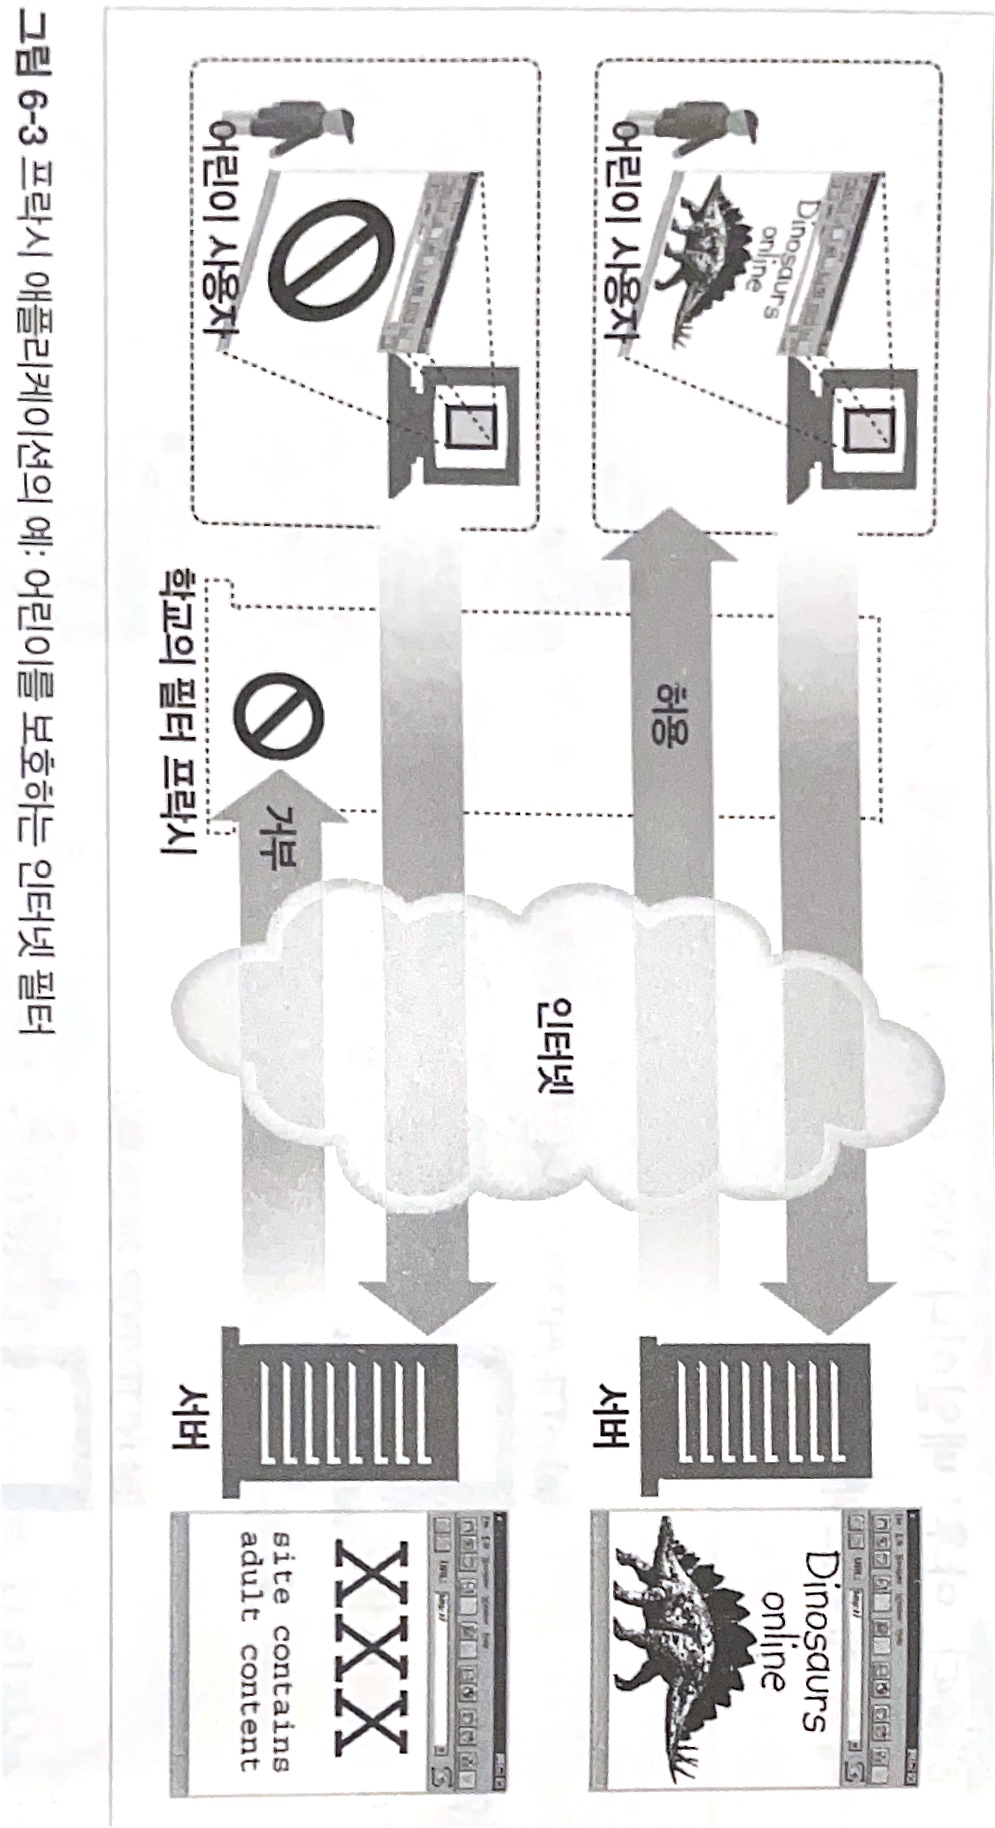 Dinosaurs
online
어린이 사용자
허용
서버
URL: http://
Dinosaurs
online
인터넷
어린이 사용자
거부
학교의 필터 프락시
서버
URL: http://
XXX
site contains
adult content
그림 6-3 프락시 애플리케이션의 예: 어린이를 보호하는 인터넷 필터